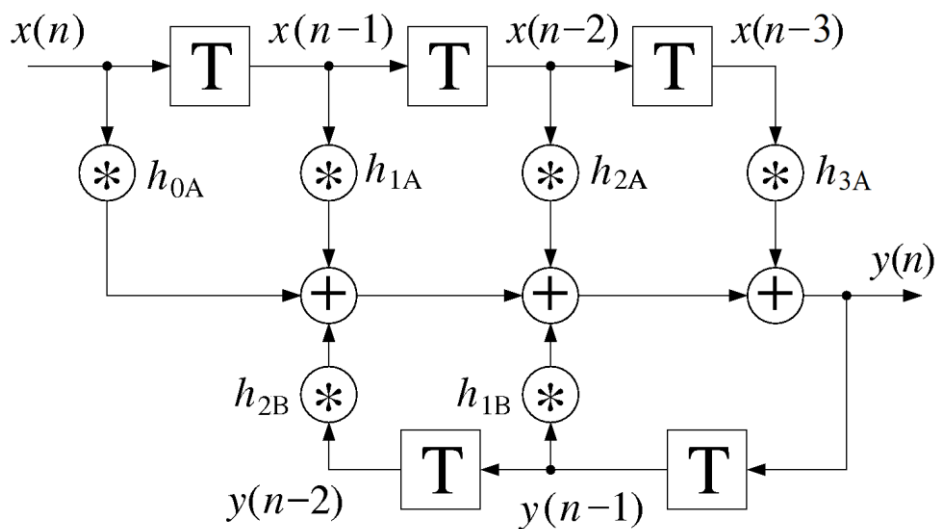 x(n) x(n−1) x(n−2) x(n−3)
T T T
* h0A * h1A * h2A * h3A
y(n)
+ + +
h2B * h1B *
T T
y(n−2) y(n−1)